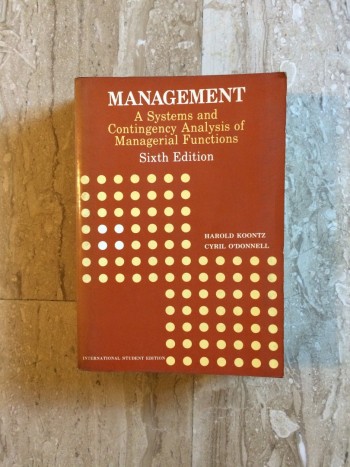 MANAGEMENT
A Systems and
Contingency Analysis of
Managerial Functions
Sixth Edition
HAROLD KOONTZ
CYRIL O'DONNELL
INTERNATIONAL STUDENT EDITION